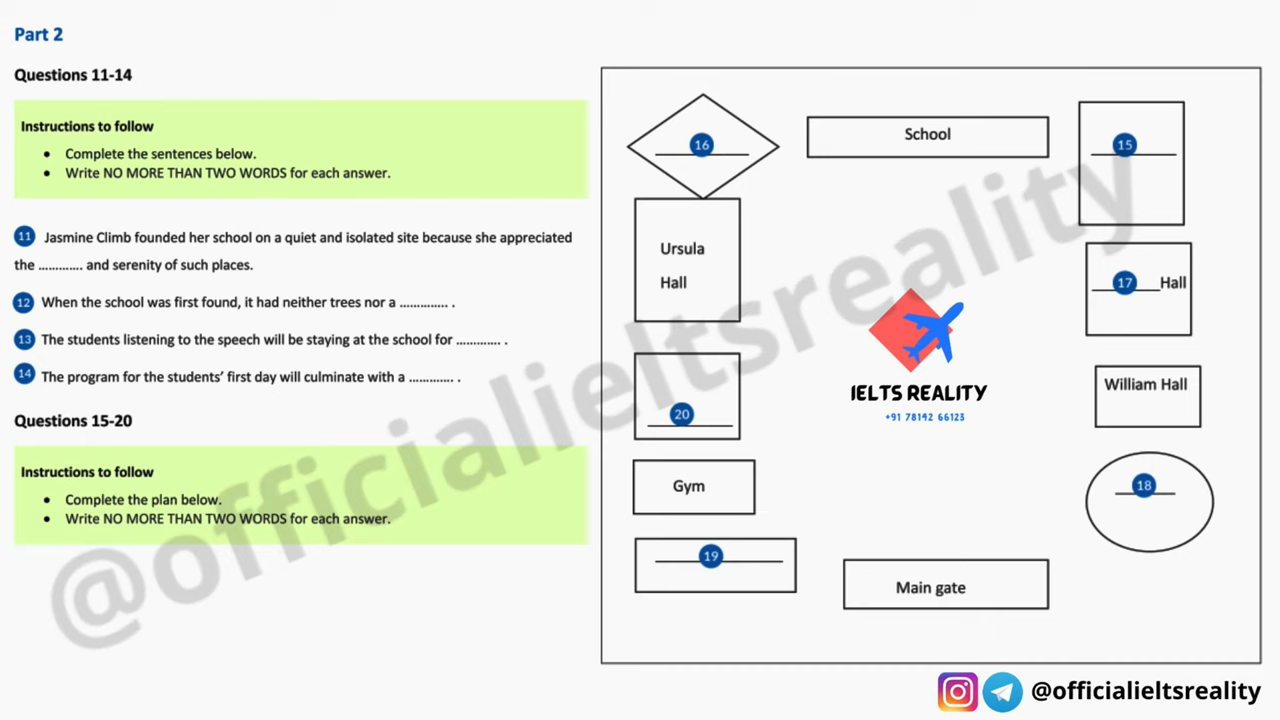 Part 2
Questions 11-14
Instructions to follow
• Complete the sentences below.
• Write NO MORE THAN TWO WORDS for each answer.
11 Jasmine Climb founded her school on a quiet and isolated site because she appreciated
the ............. and serenity of such places.
12 When the school was first found, it had neither trees nor a .............. .
13 The students listening to the speech will be staying at the school for ............. .
14 The program for the students’ first day will culminate with a ............. .
Questions 15-20
Instructions to follow
• Complete the plan below.
• Write NO MORE THAN TWO WORDS for each answer.
16
School
15
Ursula
Hall
17 Hall
William Hall
20
Gym
18
19
Main gate
IELTS REALITY
+91 78142 66123
@officialieltsreality
@officialieltsreality